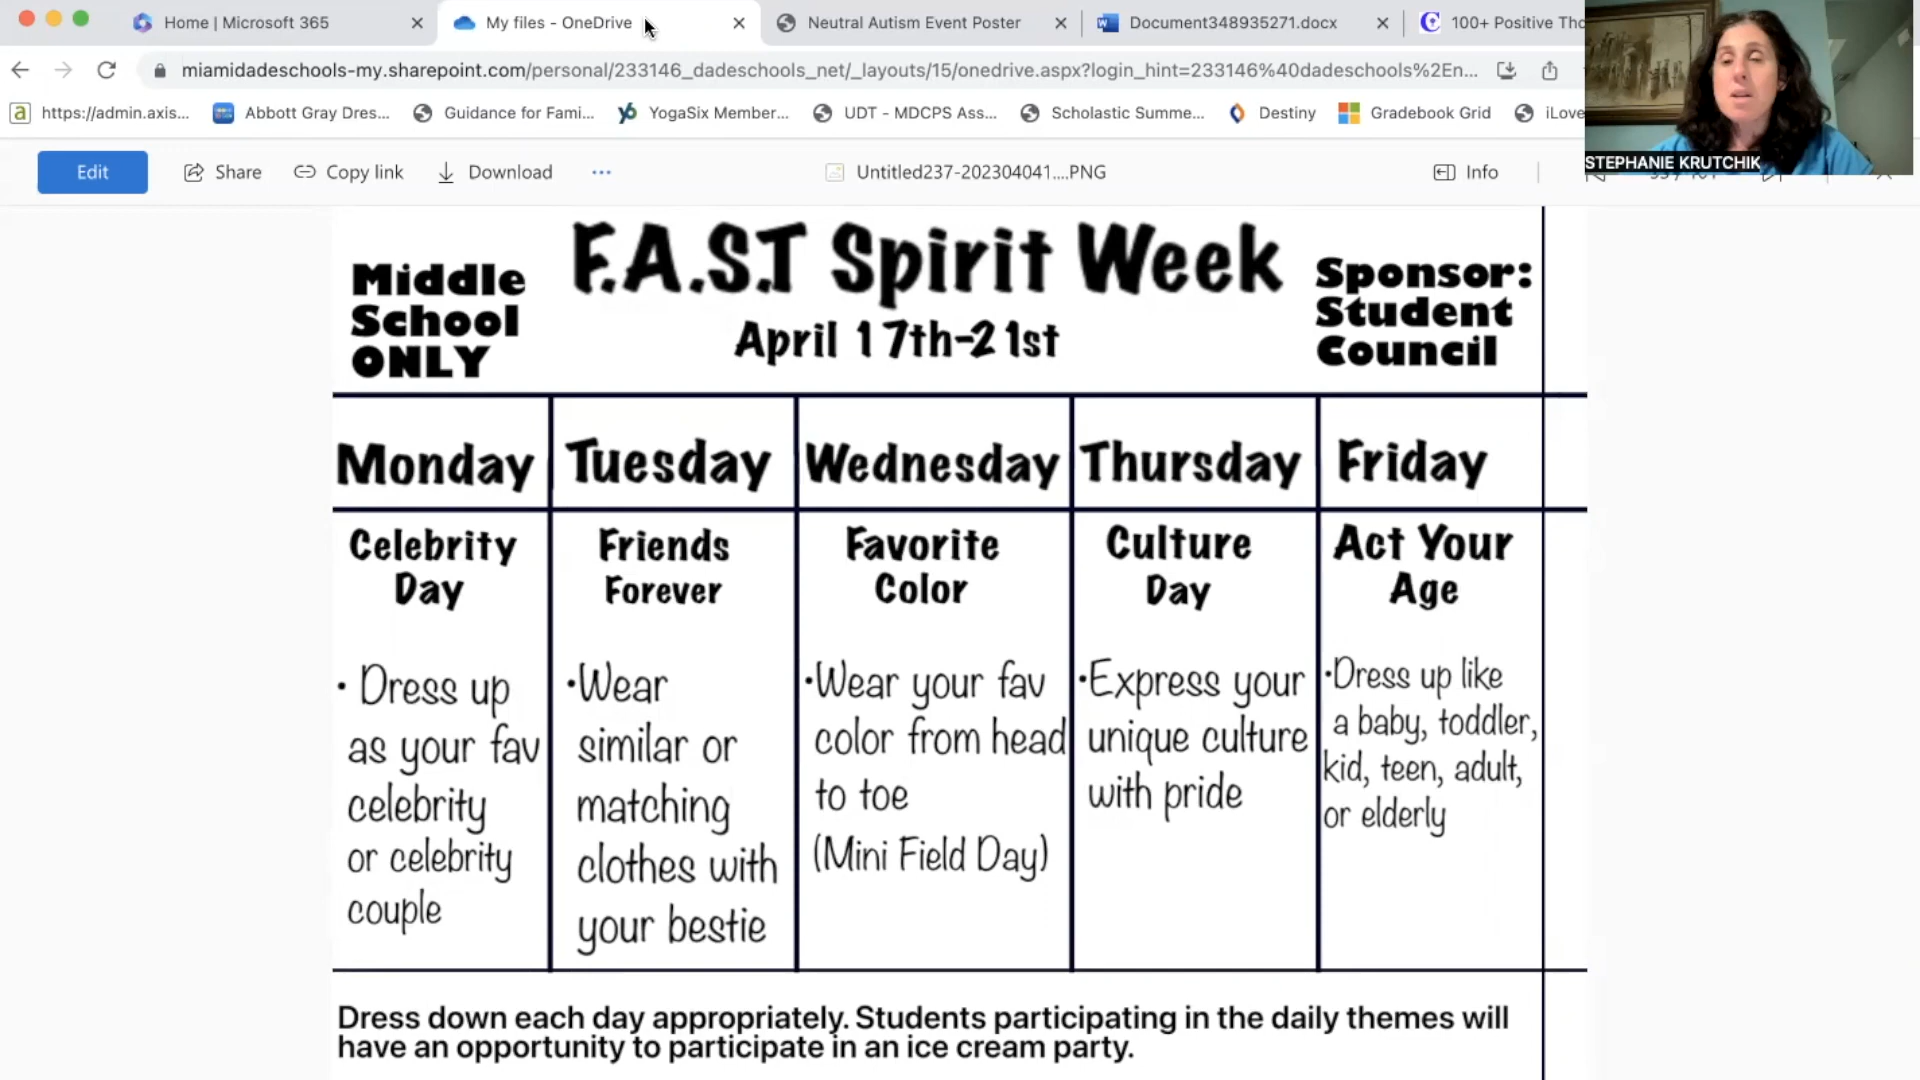 Home | Microsoft 365
My files - OneDrive
Neutral Autism Event Poster
Document348935271.docx
100+ Positive Tho
miamidadeschools-my.sharepoint.com/personal/233146_dadeschools_net/_layouts/15/onedrive.aspx?login_hint=233146%40dadeschools%2En...
https://admin.axis...
Abbott Gray Dres...
Guidance for Fami...
YogaSix Member...
UDT - MDCPS Ass...
Scholastic Summe...
Destiny
Gradebook Grid
iLove
STEPHANIE KRUTCHIK
Edit
Share
Copy link
Download
...
Untitled237-202304041....PNG
Info
Middle
School
ONLY
F.A.S.T Spirit Week
April 17th-21st
Sponsor:
Student
Council
Monday
Tuesday
Wednesday
Thursday
Friday
Celebrity
Day
• Dress up
as your fav
celebrity
or celebrity
couple
Friends
Forever
•Wear
similar or
matching
clothes with
your bestie
Favorite
Color
•Wear your fav
color from head
to toe
(Mini Field Day)
Culture
Day
•Express your
unique culture
with pride
Act Your
Age
•Dress up like
a baby, toddler,
kid, teen, adult,
or elderly
Dress down each day appropriately. Students participating in the daily themes will
have an opportunity to participate in an ice cream party.